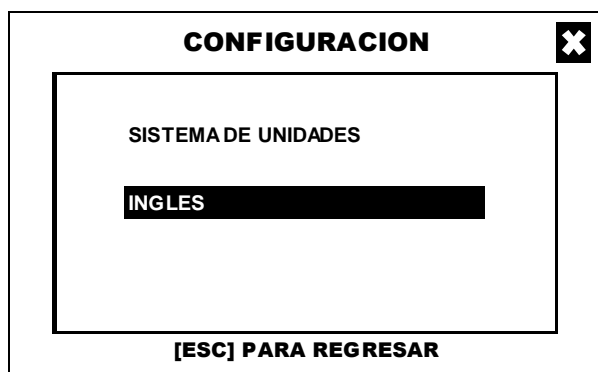 CONFIGURACION
SISTEMA DE UNIDADES
INGLES
[ESC] PARA REGRESAR